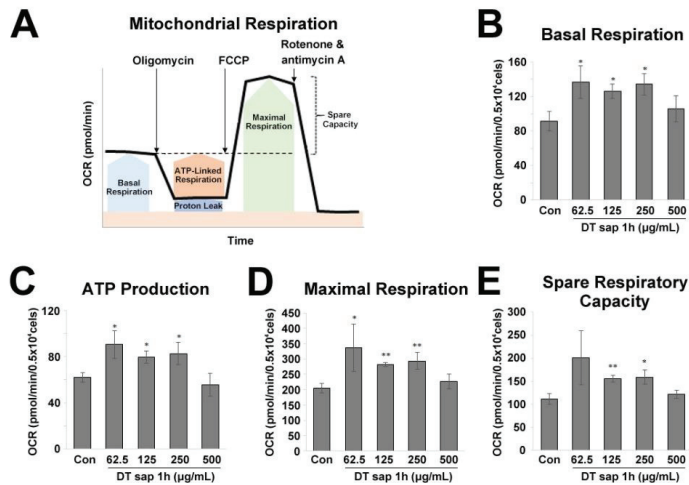 A
Mitochondrial Respiration
Oligomycin
FCCP
Rotenone &
antimycin A
OCR (pmol/min)
Basal
Respiration
ATP-Linked
Respiration
Proton Leak
Maximal
Respiration
Spare
Capacity
Time
B
Basal Respiration
OCR (pmol/min/0.5x10⁴cels)
160
120
80
40
0
*
*
*
Con
62.5
125
250
500
DT sap 1h (µg/mL)
C
ATP Production
OCR (pmol/min/0.5x10⁴cels)
120
80
40
0
*
*
*
Con
62.5
125
250
500
DT sap 1h (µg/mL)
D
Maximal Respiration
OCR (pmol/min/0.5x10⁴cels)
450
400
350
300
250
200
150
100
50
0
*
**
**
Con
62.5
125
250
500
DT sap 1h (µg/mL)
E
Spare Respiratory
Capacity
OCR (pmol/min/0.5x10⁴cels)
300
250
200
150
100
50
0
**
*
Con
62.5
125
250
500
DT sap 1h (µg/mL)